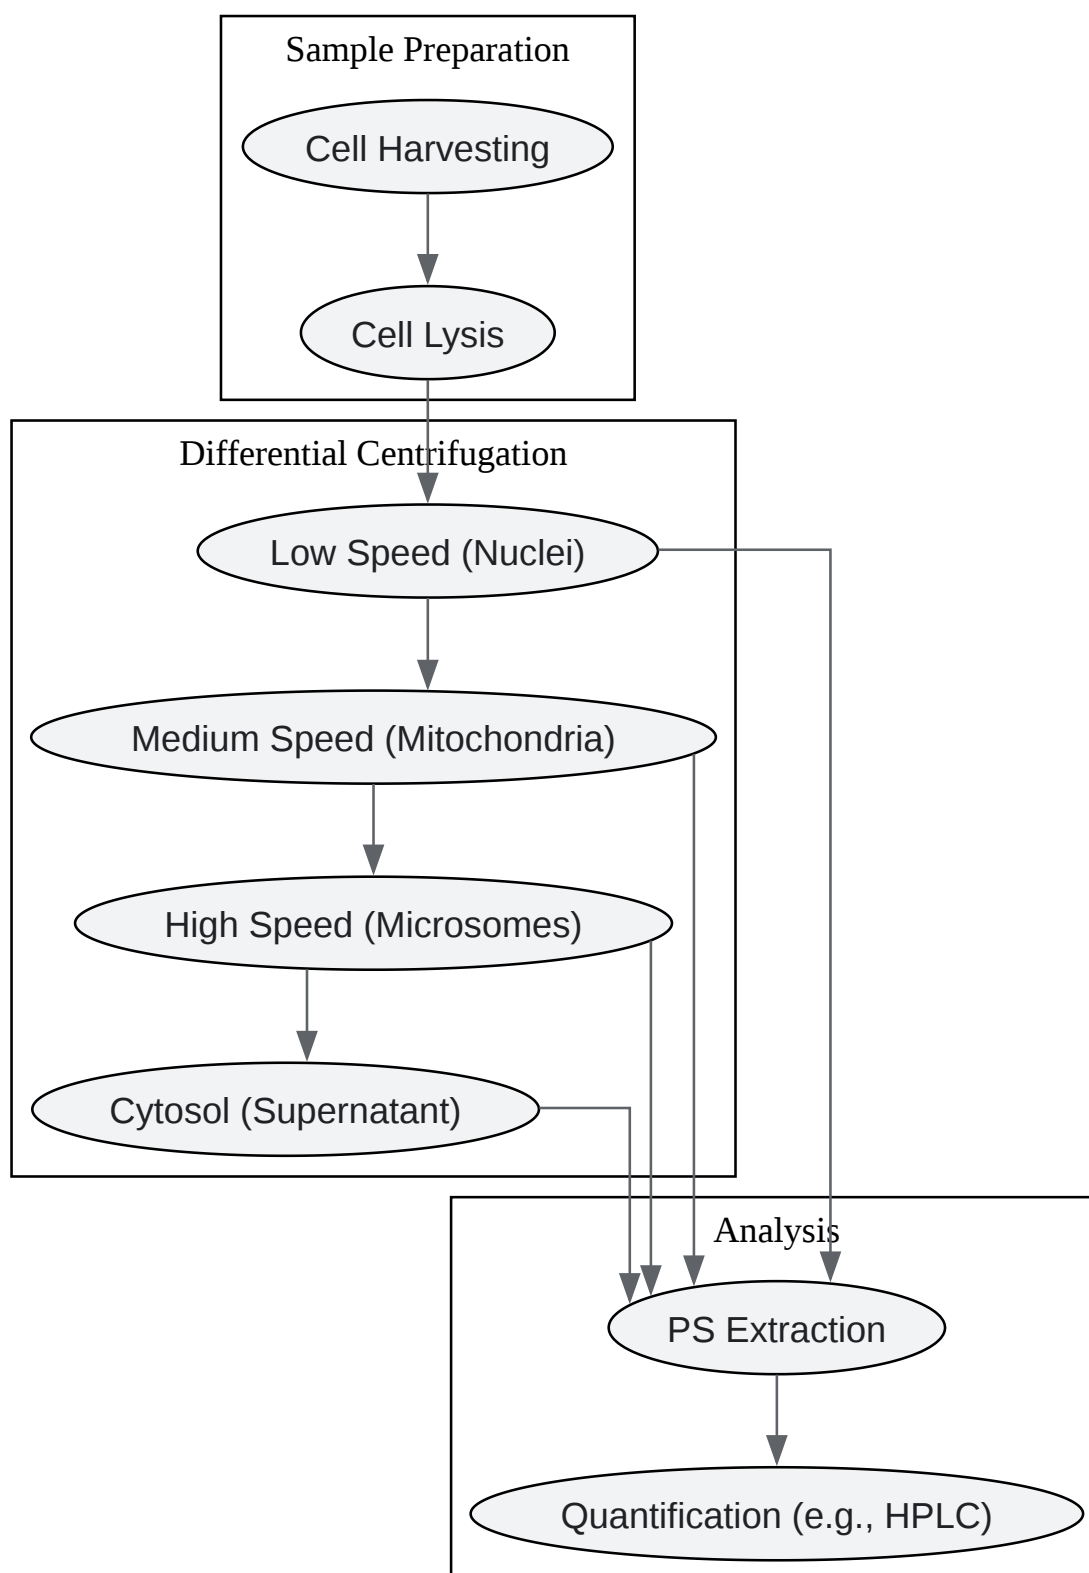 Sample Preparation
Cell Harvesting
Cell Lysis
Differential Centrifugation
Low Speed (Nuclei)
Medium Speed (Mitochondria)
High Speed (Microsomes)
Cytosol (Supernatant)
Analysis
PS Extraction
Quantification (e.g., HPLC)